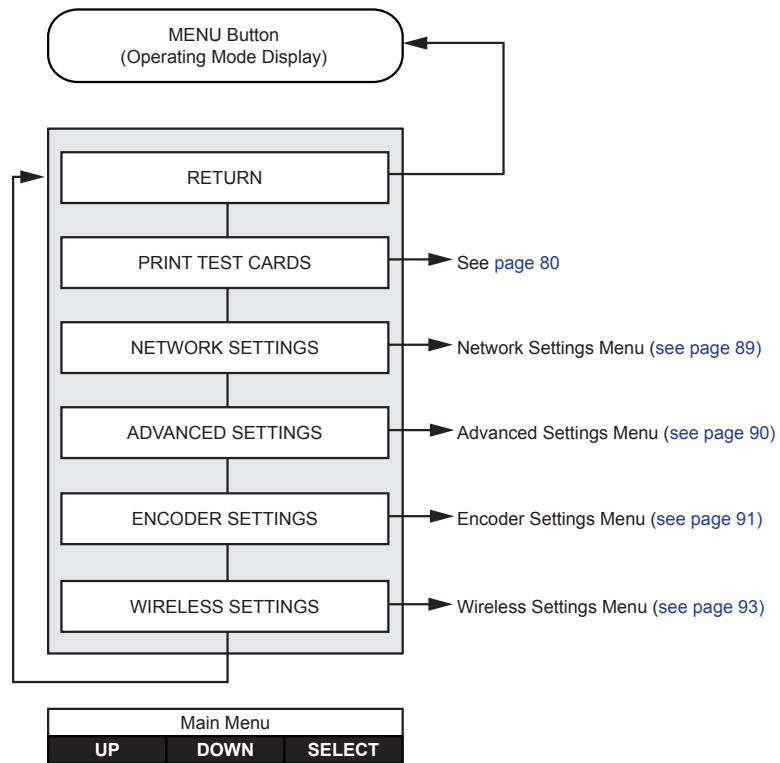 MENU Button
(Operating Mode Display)
RETURN
PRINT TEST CARDS
See page 80
NETWORK SETTINGS
Network Settings Menu (see page 89)
ADVANCED SETTINGS
Advanced Settings Menu (see page 90)
ENCODER SETTINGS
Encoder Settings Menu (see page 91)
WIRELESS SETTINGS
Wireless Settings Menu (see page 93)
Main Menu
UP DOWN SELECT